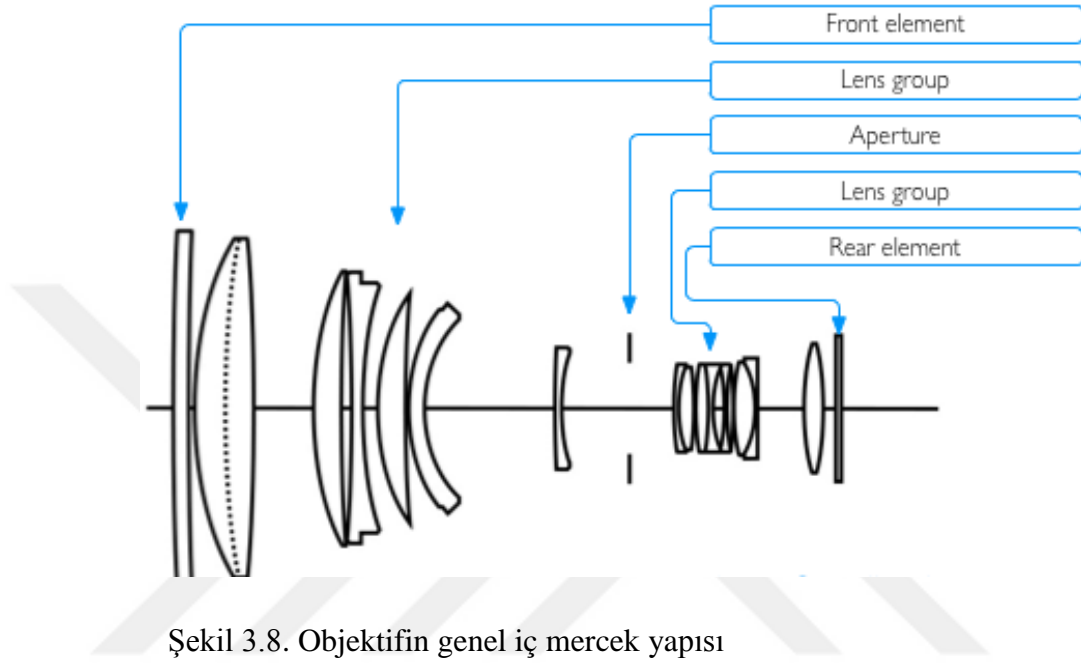 Front element
Lens group
Aperture
Lens group
Rear element
Şekil 3.8. Objektifin genel iç mercek yapısı